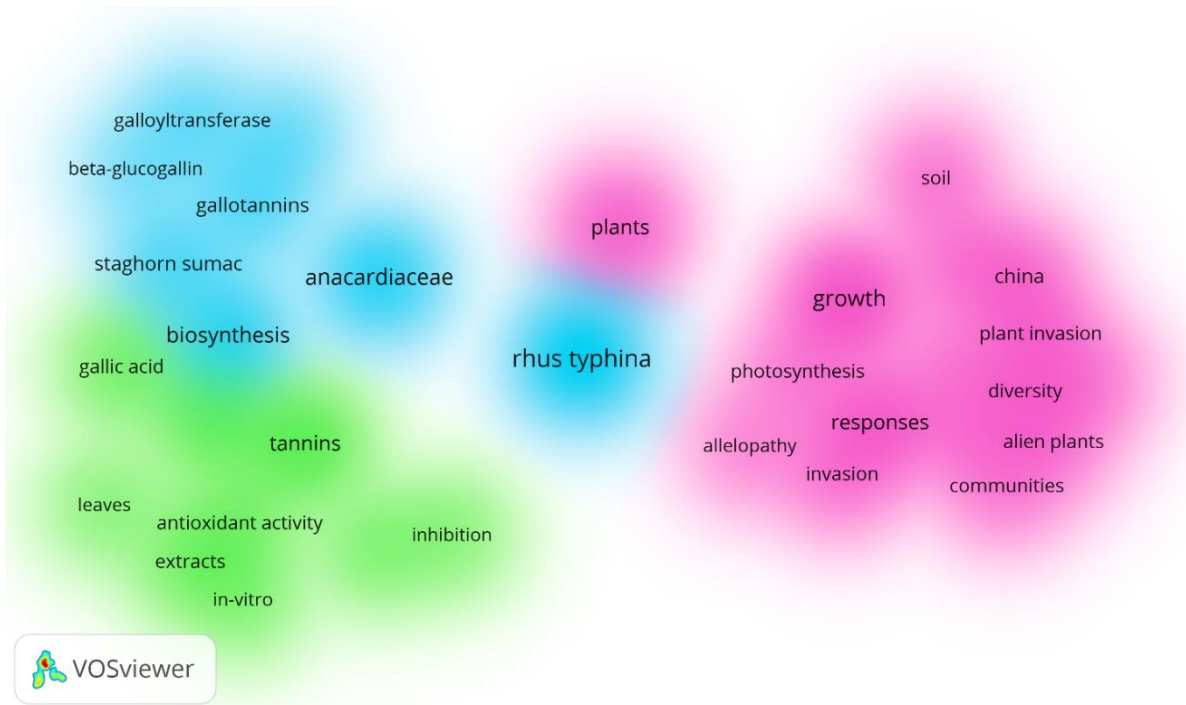 galloyltransferase
beta-glucogallin
gallotannins
staghorn sumac
anacardiaceae
biosynthesis
gallic acid
tannins
leaves
antioxidant activity
extracts
in-vitro
inhibition
plants
rhus typhina
soil
china
growth
plant invasion
photosynthesis
diversity
responses
allelopathy
alien plants
invasion
communities
VOSviewer